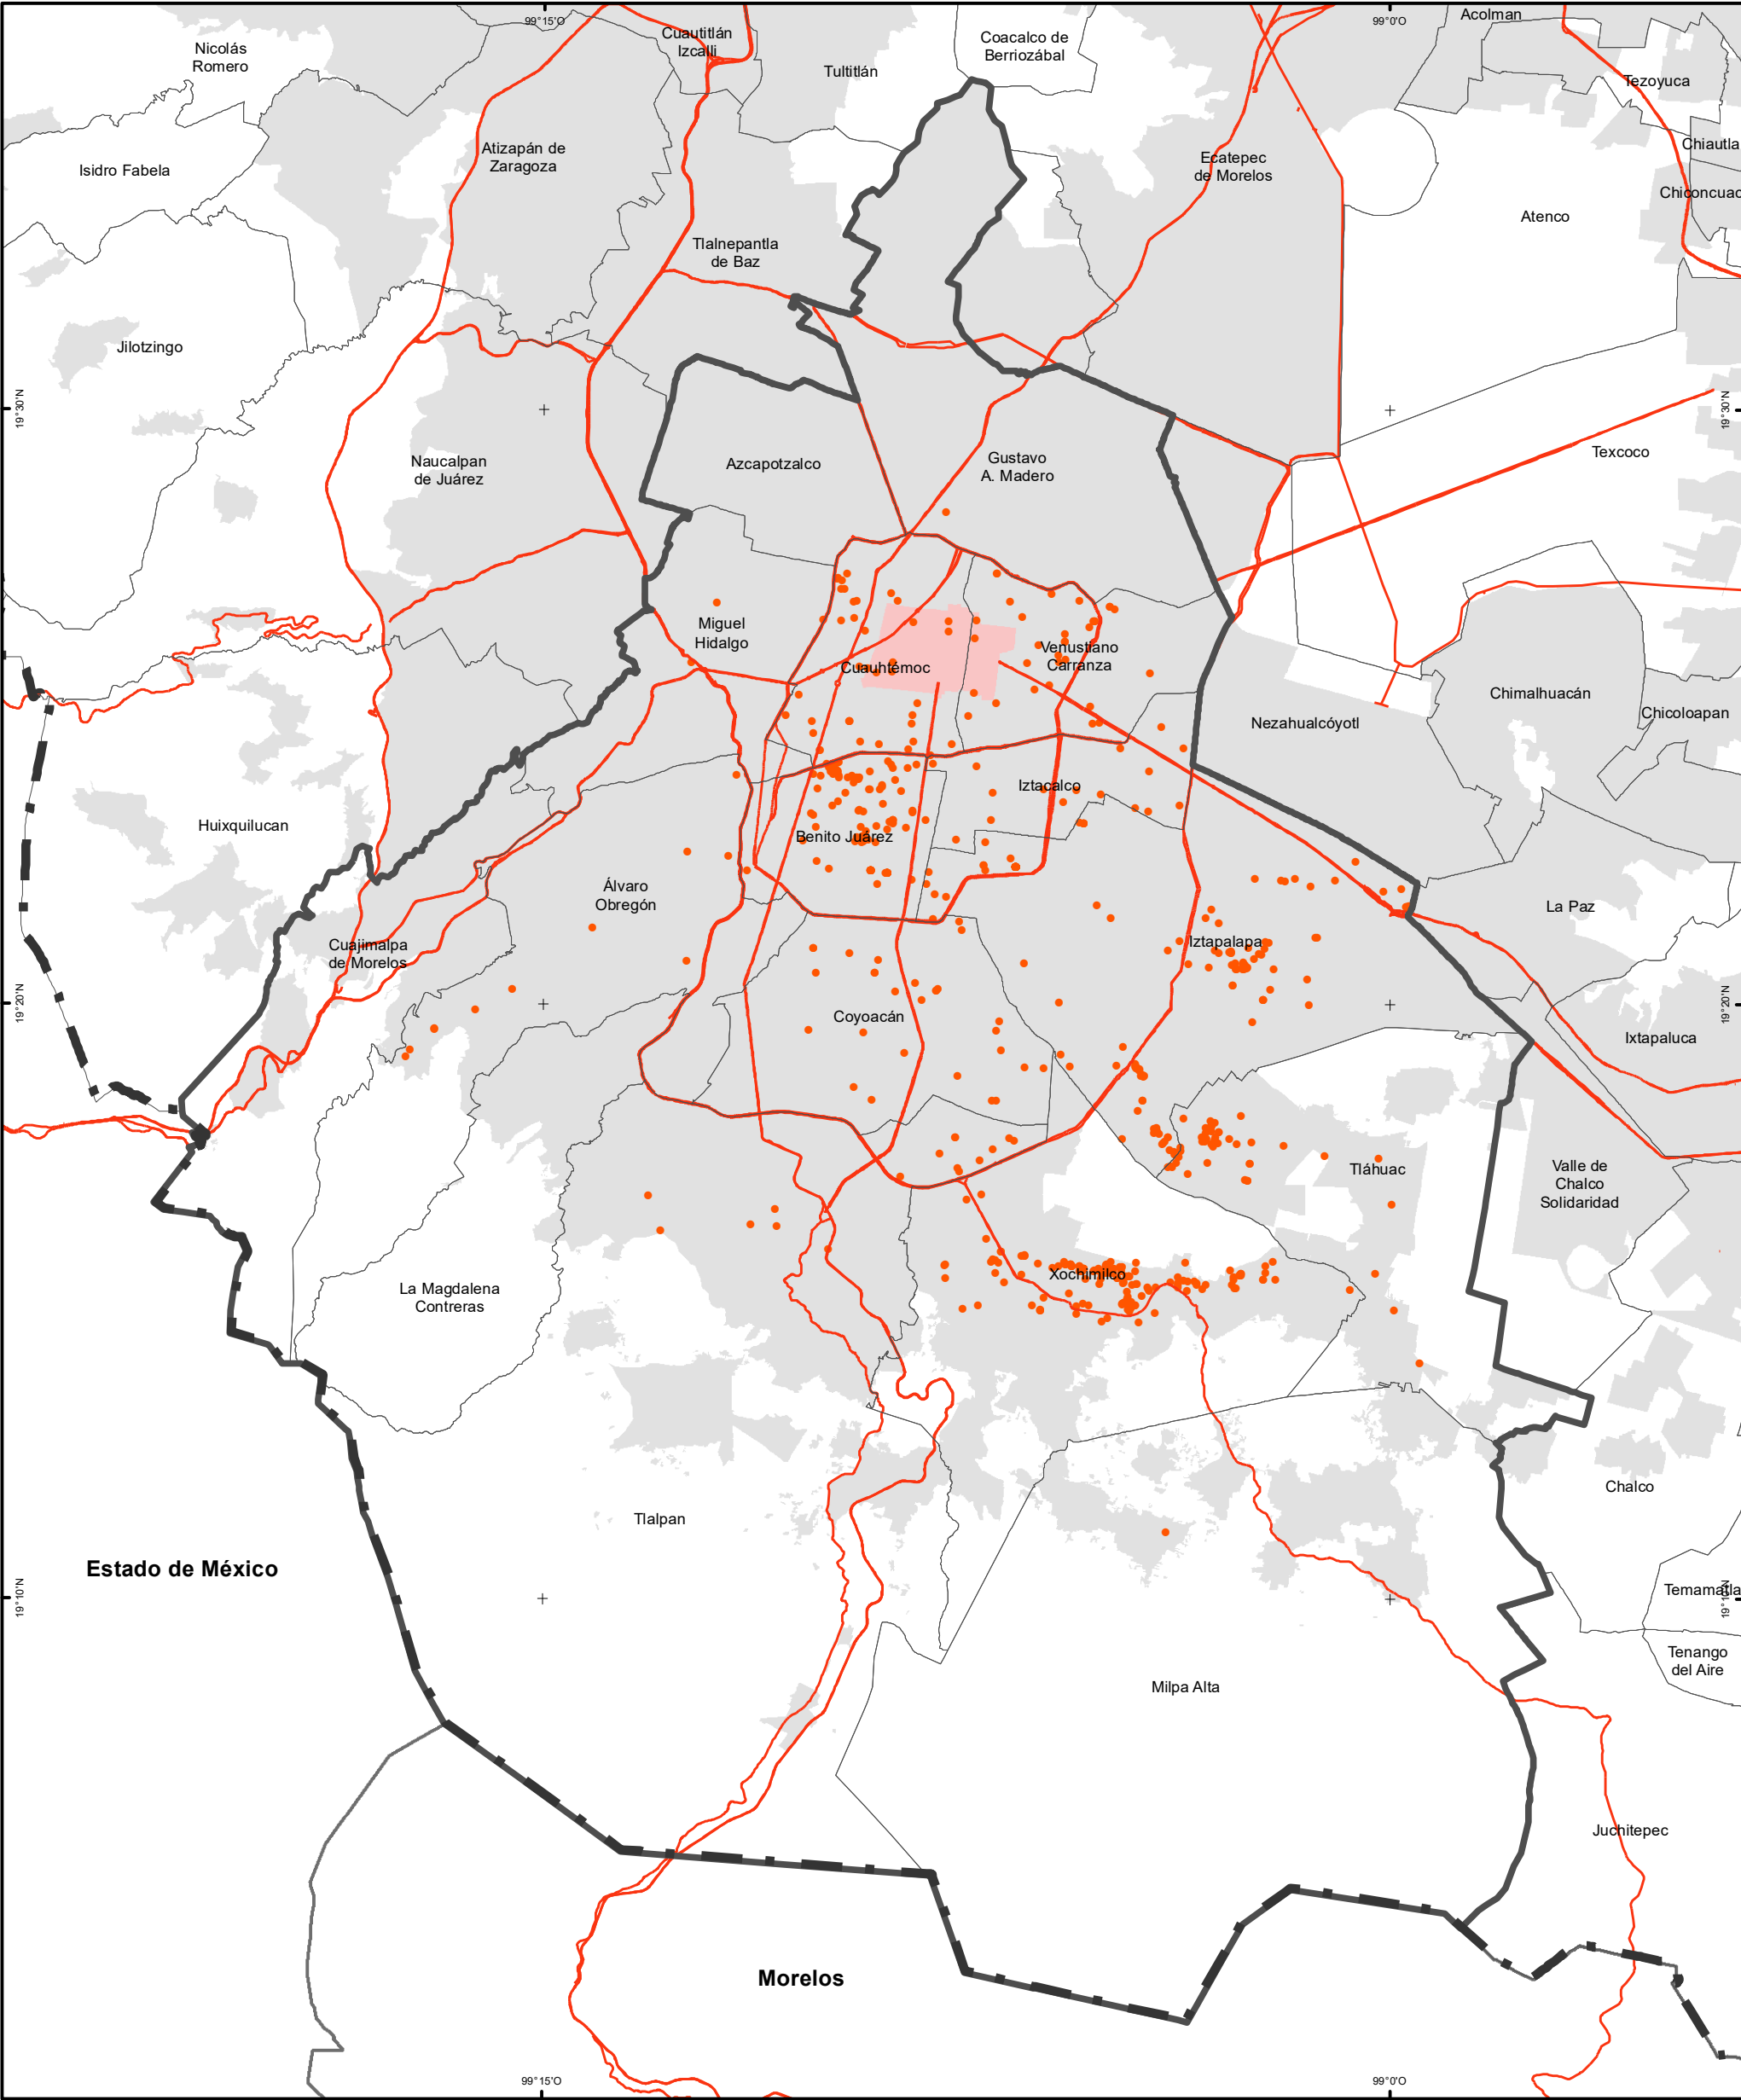 99°15'O
99°0'O
Acolman
Cuautitlán
Izcalli
Nicolás
Romero
Coacalco de
Berriozábal
Tultitlán
Tezoyuca
Chiautla
Atizapán de
Zaragoza
Ecatepec
de Morelos
Isidro Fabela
Chiconcuac
Atenco
Tlalnepantla
de Baz
Jilotzingo
19°30'N
19°30'N
Naucalpan
de Juárez
Azcapotzalco
Gustavo
A. Madero
Texcoco
Miguel
Hidalgo
Venustiano
Carranza
Cuauhtémoc
Chimalhuacán
Nezahualcóyotl
Chicoloapan
Iztacalco
Huixquilucan
Benito Juárez
Álvaro
Obregón
La Paz
Cuajimalpa
de Morelos
Iztapalapa
19°20'N
19°20'N
Coyoacán
Ixtapaluca
Tláhuac
Valle de
Chalco
Solidaridad
La Magdalena
Contreras
Xochimilco
Chalco
Tlalpan
Estado de México
19°10'N
Temamatla
19°10'N
Tenango
del Aire
Milpa Alta
Juchitepec
Morelos
99°15'O
99°0'O